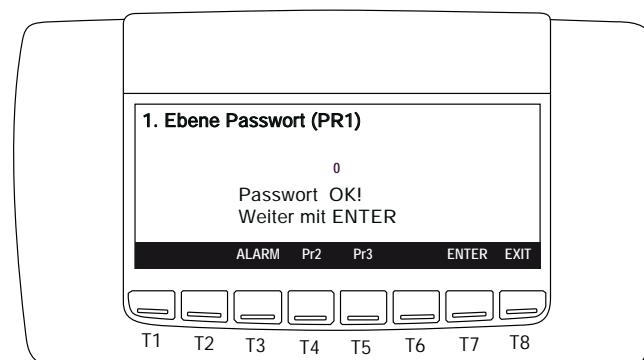 1. Ebene Passwort (PR1)
0
Passwort OK!
Weiter mit ENTER
ALARM Pr2 Pr3 ENTER EXIT
T1 T2 T3 T4 T5 T6 T7 T8